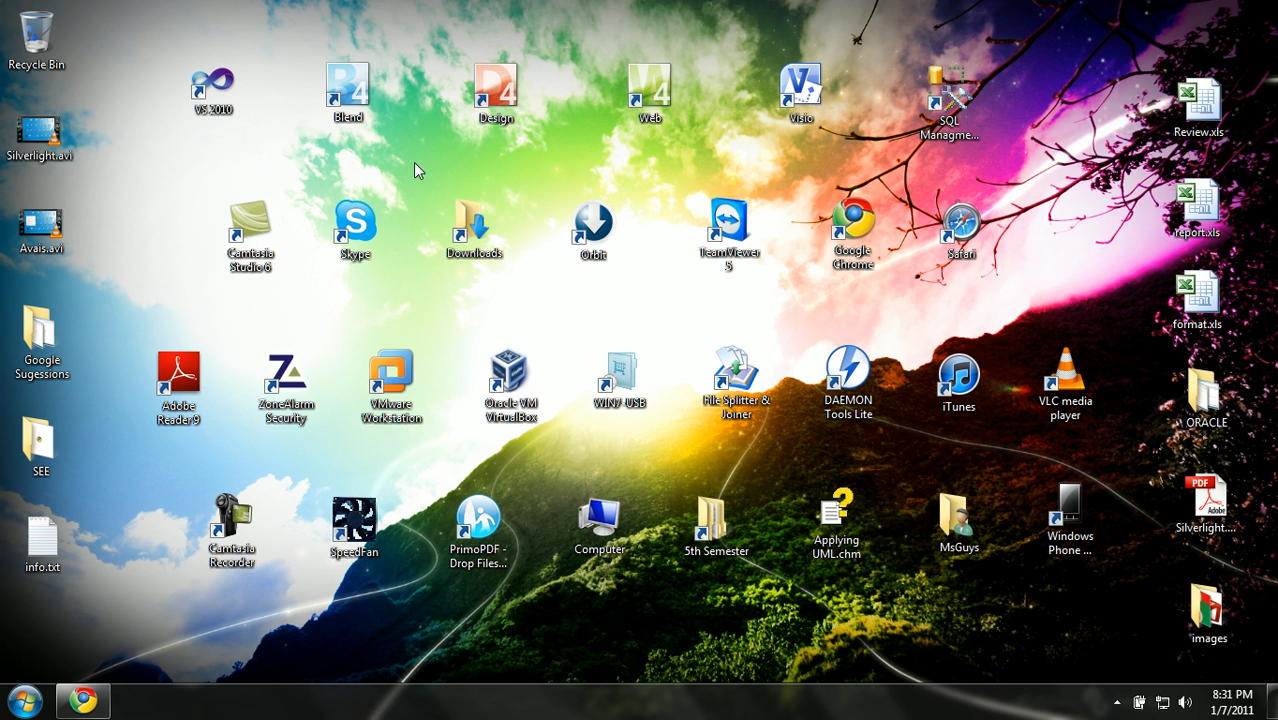 Recycle Bin
VS 2010
Blend
Design
Web
Visio
SQL
Managme...
Review.xls
Silverlight.avi
Camtasia
Studio 6
Skype
Downloads
Orbit
TeamViewer
5
Google
Chrome
Safari
report.xls
Avais.avi
format.xls
Google
Sugessions
Adobe
Reader 9
ZoneAlarm
Security
VMware
Workstation
Oracle VM
VirtualBox
WIN7-USB
File Splitter &
Joiner
DAEMON
Tools Lite
iTunes
VLC media
player
ORACLE
SEE
Camtasia
Recorder
SpeedFan
PrimoPDF -
Drop Files...
Computer
5th Semester
Applying
UML.chm
MsGuys
Windows
Phone ...
PDF
Adobe
Silverlight....
info.txt
images
8:31 PM
1/7/2011